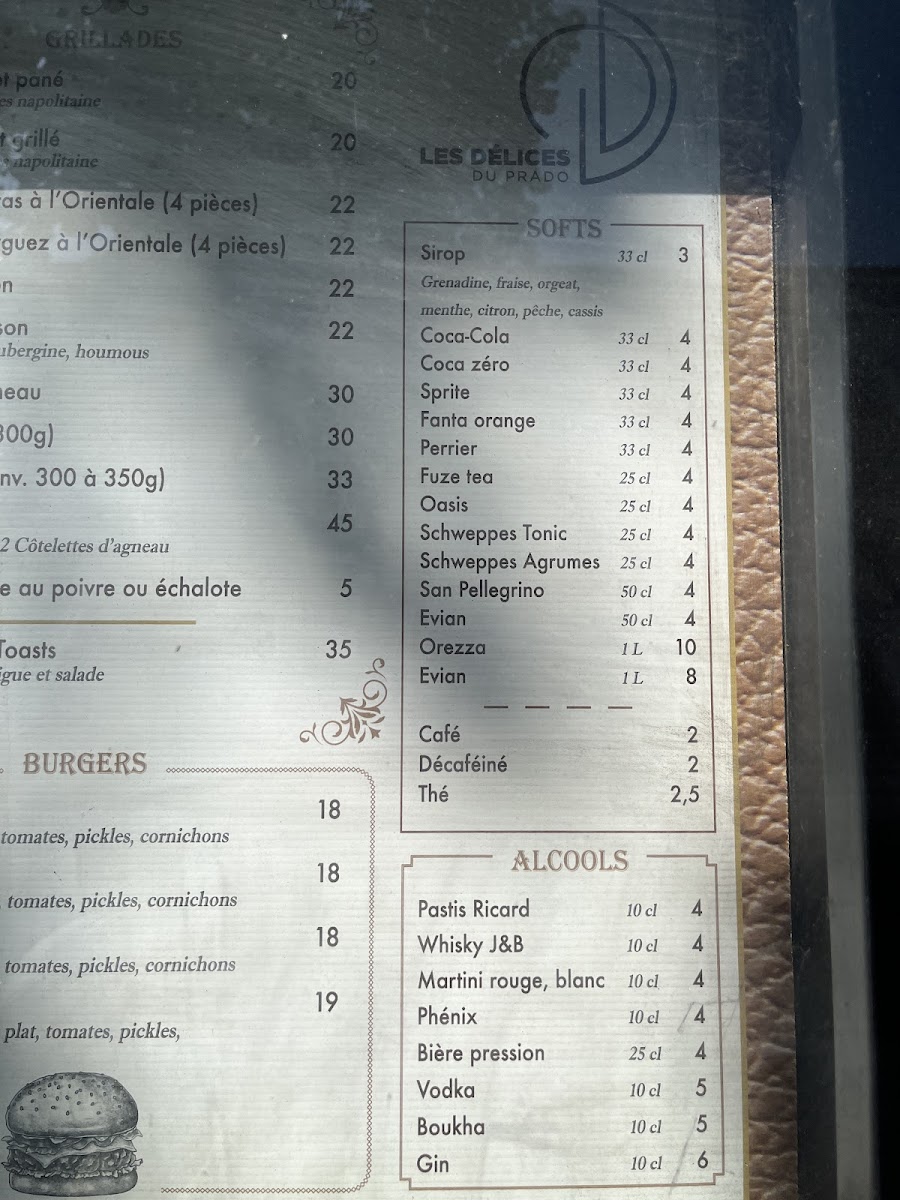 GRILLADES
pané 20
napolitaine
grillé 20
napolitaine
à l'Orientale (4 pièces) 22
à l'Orientale (4 pièces) 22
22
22
houmous
30
300g) 30
300 à 350g) 33
45
2 Côtelettes d'agneau
au poivre ou échalote 5
Toasts 35
et salade
BURGERS
18
tomates, pickles, cornichons
18
tomates, pickles, cornichons
18
tomates, pickles, cornichons
19
plat, tomates, pickles,
LES DÉLICES
DU PRADO
SOFTS
Sirop 33 cl 3
Grenadine, fraise, orgeat,
menthe, citron, pêche, cassis
Coca-Cola 33 cl 4
Coca zéro 33 cl 4
Sprite 33 cl 4
Fanta orange 33 cl 4
Perrier 33 cl 4
Fuze tea 25 cl 4
Oasis 25 cl 4
Schweppes Tonic 25 cl 4
Schweppes Agrumes 25 cl 4
San Pellegrino 50 cl 4
Evian 50 cl 4
Orezza 1 L 10
Evian 1 L 8
Café 2
Décaféiné 2
Thé 2,5
ALCOOLS
Pastis Ricard 10 cl 4
Whisky J&B 10 cl 4
Martini rouge, blanc 10 cl 4
Phénix 10 cl 4
Bière pression 25 cl 4
Vodka 10 cl 5
Boukha 10 cl 5
Gin 10 cl 6